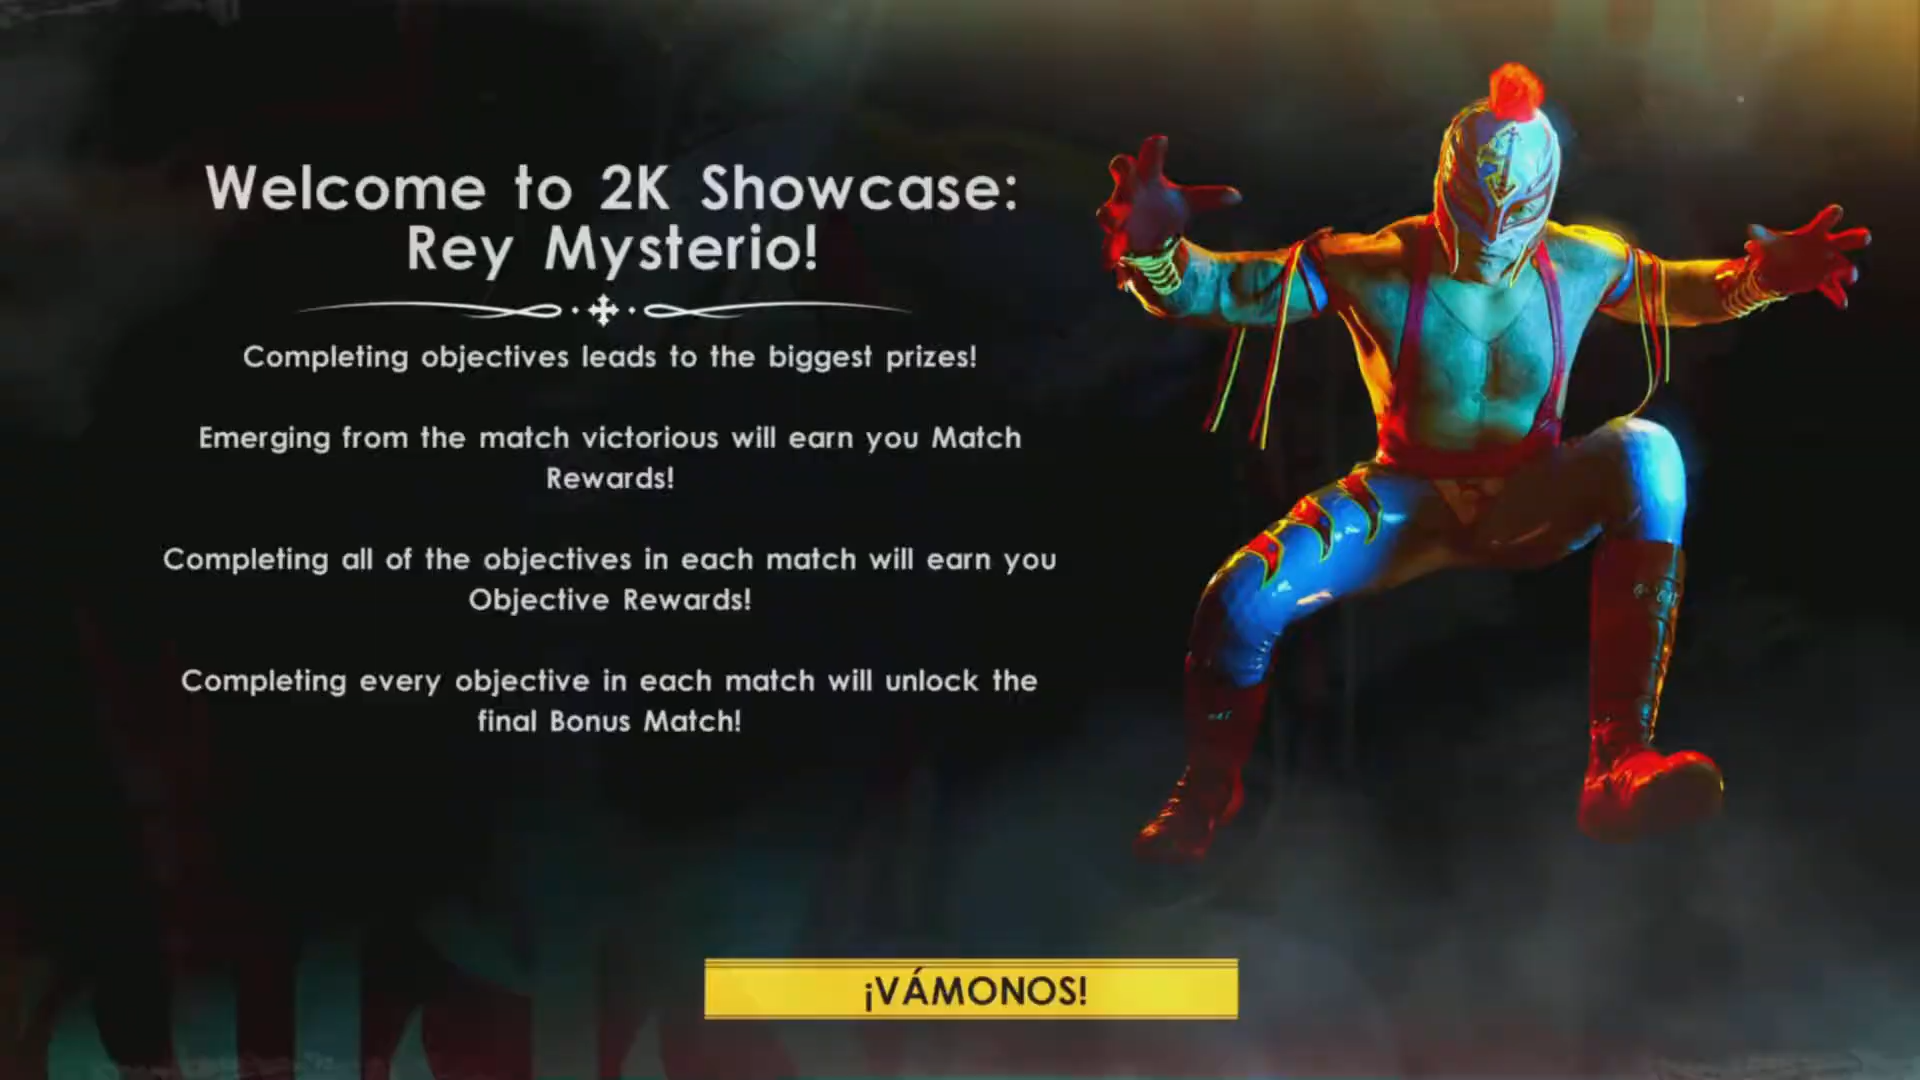 Welcome to 2K Showcase:
Rey Mysterio!
Completing objectives leads to the biggest prizes!
Emerging from the match victorious will earn you Match
Rewards!
Completing all of the objectives in each match will earn you
Objective Rewards!
Completing every objective in each match will unlock the
final Bonus Match!
¡VÁMONOS!